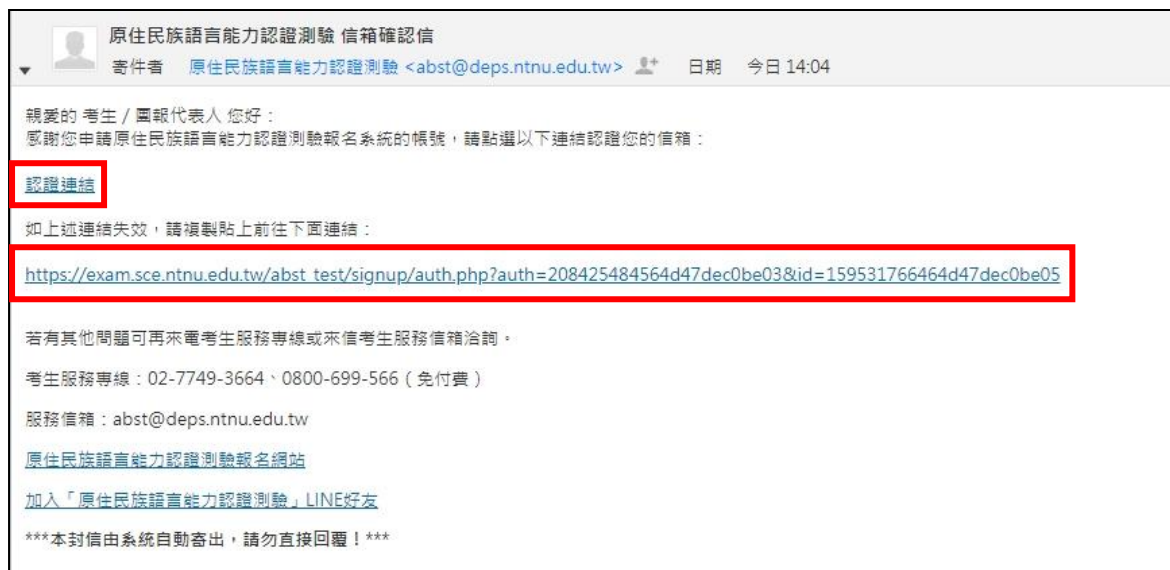 原住民族語言能力認證測驗 信箱確認信
寄件者 原住民族語言能力認證測驗 <abst@deps.ntnu.edu.tw> 日期 今日 14:04
親愛的 考生 / 團報代表人 您好：
感謝您申請原住民族語言能力認證測驗報名系統的帳號，請點選以下連結認證您的信箱：
認證連結
如上述連結失效，請複製貼上前往下面連結：
https://exam.sce.ntnu.edu.tw/abst_test/signup/auth.php?auth=208425484564d47dec0be03&id=159531766464d47dec0be05
若有其他問題可再來電考生服務專線或來信考生服務信箱洽詢。
考生服務專線：02-7749-3664、0800-699-566 ( 免付費 )
服務信箱：abst@deps.ntnu.edu.tw
原住民族語言能力認證測驗報名網站
加入「原住民族語言能力認證測驗」LINE好友
***本封信由系統自動寄出，請勿直接回覆！***